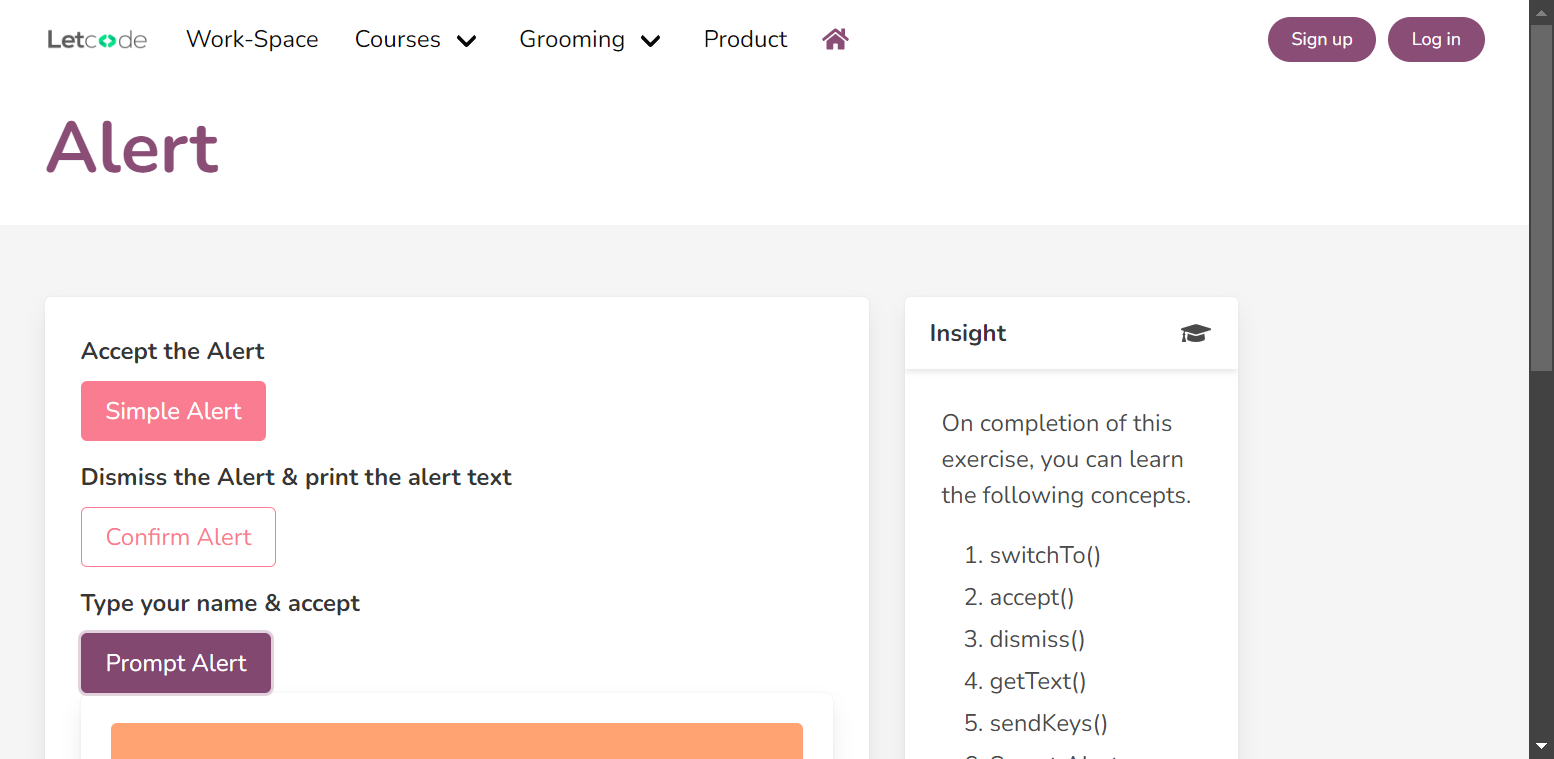 Letcode Work-Space Courses Grooming Product Sign up Log in
Alert
Accept the Alert
Simple Alert
Dismiss the Alert & print the alert text
Confirm Alert
Type your name & accept
Prompt Alert
Insight
On completion of this
exercise, you can learn
the following concepts.
1. switchTo()
2. accept()
3. dismiss()
4. getText()
5. sendKeys()